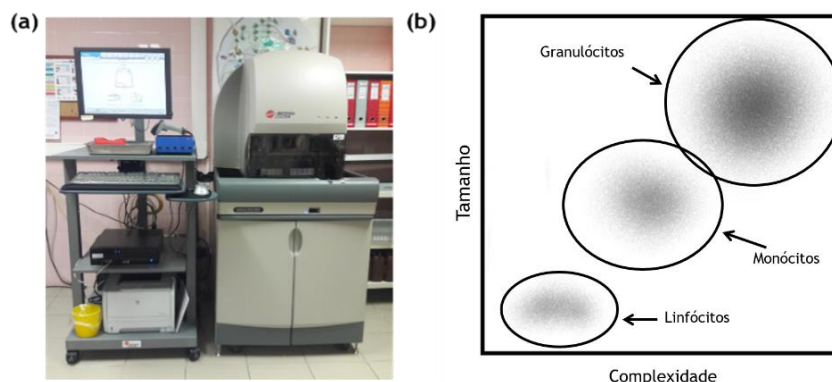 (a)
(b)
Granulócitos
Monócitos
Linfócitos
Tamanho
Complexidade